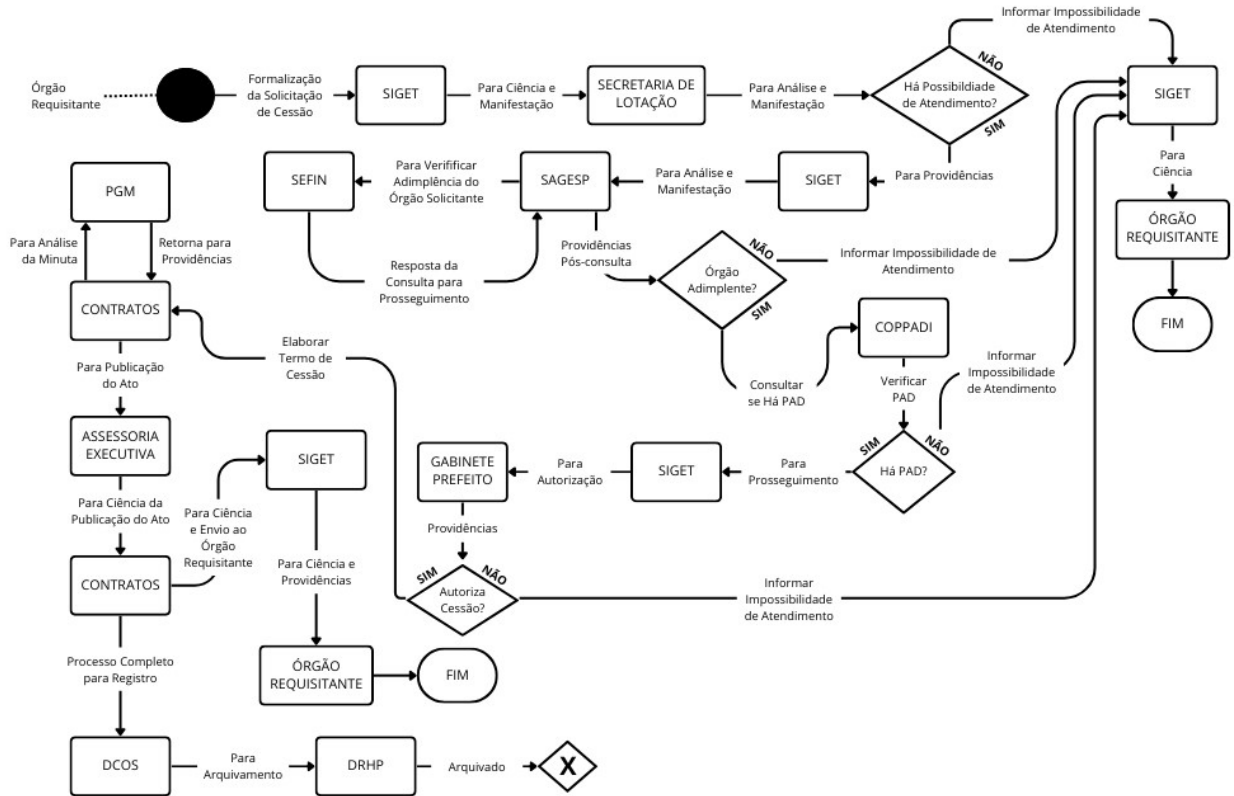 Órgão
Requisitante
Formalização
da Solicitação
de Cessão
SIGET
Para Ciência e
Manifestação
SECRETARIA DE
LOTAÇÃO
Para Análise e
Manifestação
Há Possibildiade
de Atendimento?
NÃO
SIM
Informar Impossibilidade
de Atendimento
SIGET
Para
Ciência
ÓRGÃO
REQUISITANTE
FIM
Para Providências
SIGET
Para Análise e
Manifestação
SAGESP
Para Verifificar
Adimplência do
Órgão Solicitante
SEFIN
Resposta da
Consulta para
Prosseguimento
Providências
Pós-consulta
Órgão
Adimplente?
NÃO
SIM
Informar Impossibilidade de
Atendimento
Consultar
se Há PAD
COPPADI
Verificar
PAD
Há PAD?
SIM
NÃO
Informar
Impossibilidade
de Atendimento
Para
Prosseguimento
SIGET
Para
Autorização
GABINETE
PREFEITO
Providências
Autoriza
Cessão?
SIM
NÃO
Informar
Impossibilidade
de Atendimento
Elaborar
Termo de
Cessão
CONTRATOS
Para Análise
da Minuta
PGM
Retorna para
Providências
Para Publicação
do Ato
ASSESSORIA
EXECUTIVA
Para Ciência da
Publicação do Ato
CONTRATOS
Para Ciência
e Envio ao
Órgão
Requisitante
SIGET
Para Ciência e
Providências
ÓRGÃO
REQUISITANTE
FIM
Processo Completo
para Registro
DCOS
Para
Arquivamento
DRHP
Arquivado
X